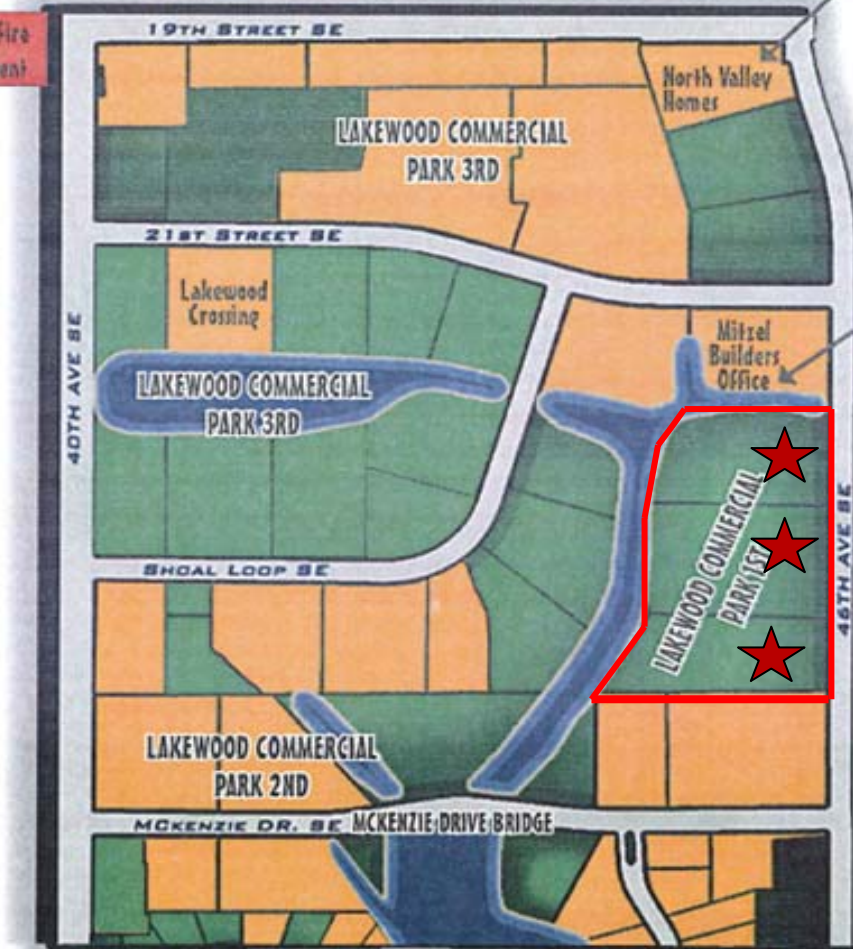 19TH STREET SE
Fire
North Valley
Homes
LAKEWOOD COMMERCIAL
PARK 3RD
21ST STREET SE
Lakewood
Crossing
Mitzel
Builders
Office
LAKEWOOD COMMERCIAL
PARK 3RD
40TH AVE SE
LAKEWOOD COMMERCIAL
PARK 1ST
46TH AVE SE
SHOAL LOOP SE
LAKEWOOD COMMERCIAL
PARK 2ND
MCKENZIE DR. SE MCKENZIE DRIVE BRIDGE